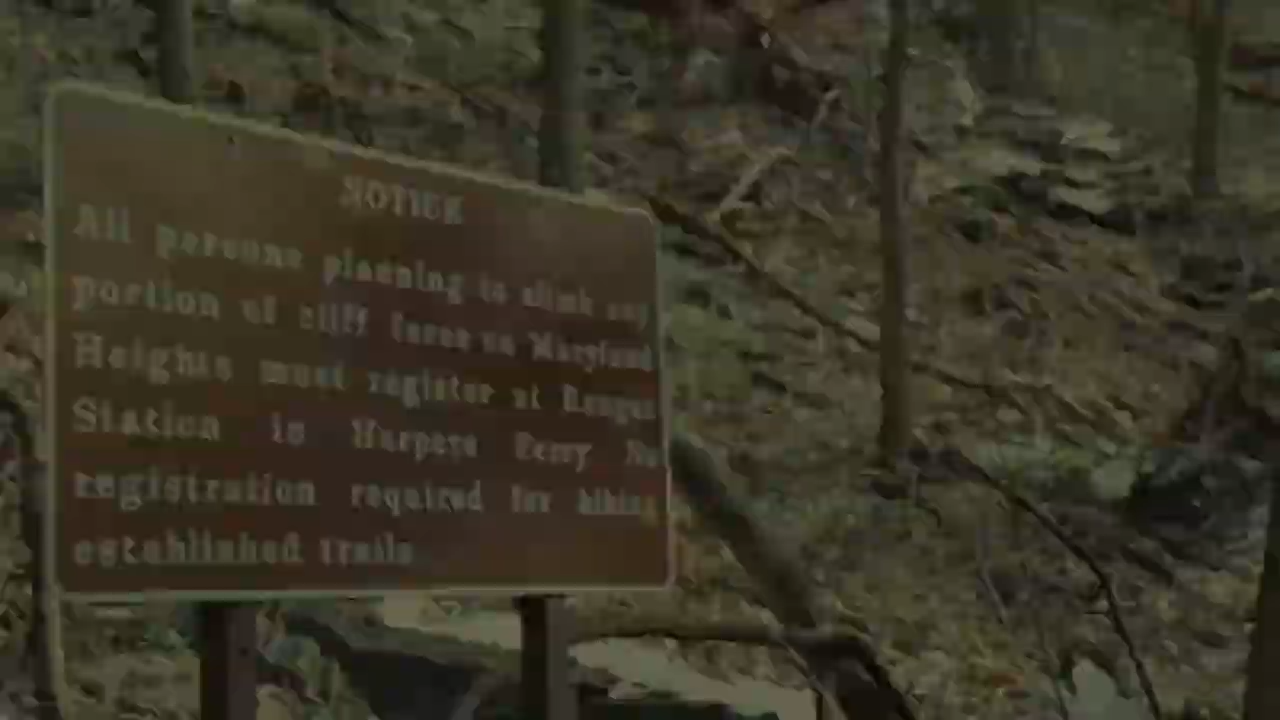 NOTICE
All persons planning to climb any
portion of cliff faces on Maryland
Heights must register at Ranger
Station in Harpers Ferry No
registration required for hiking
established trails